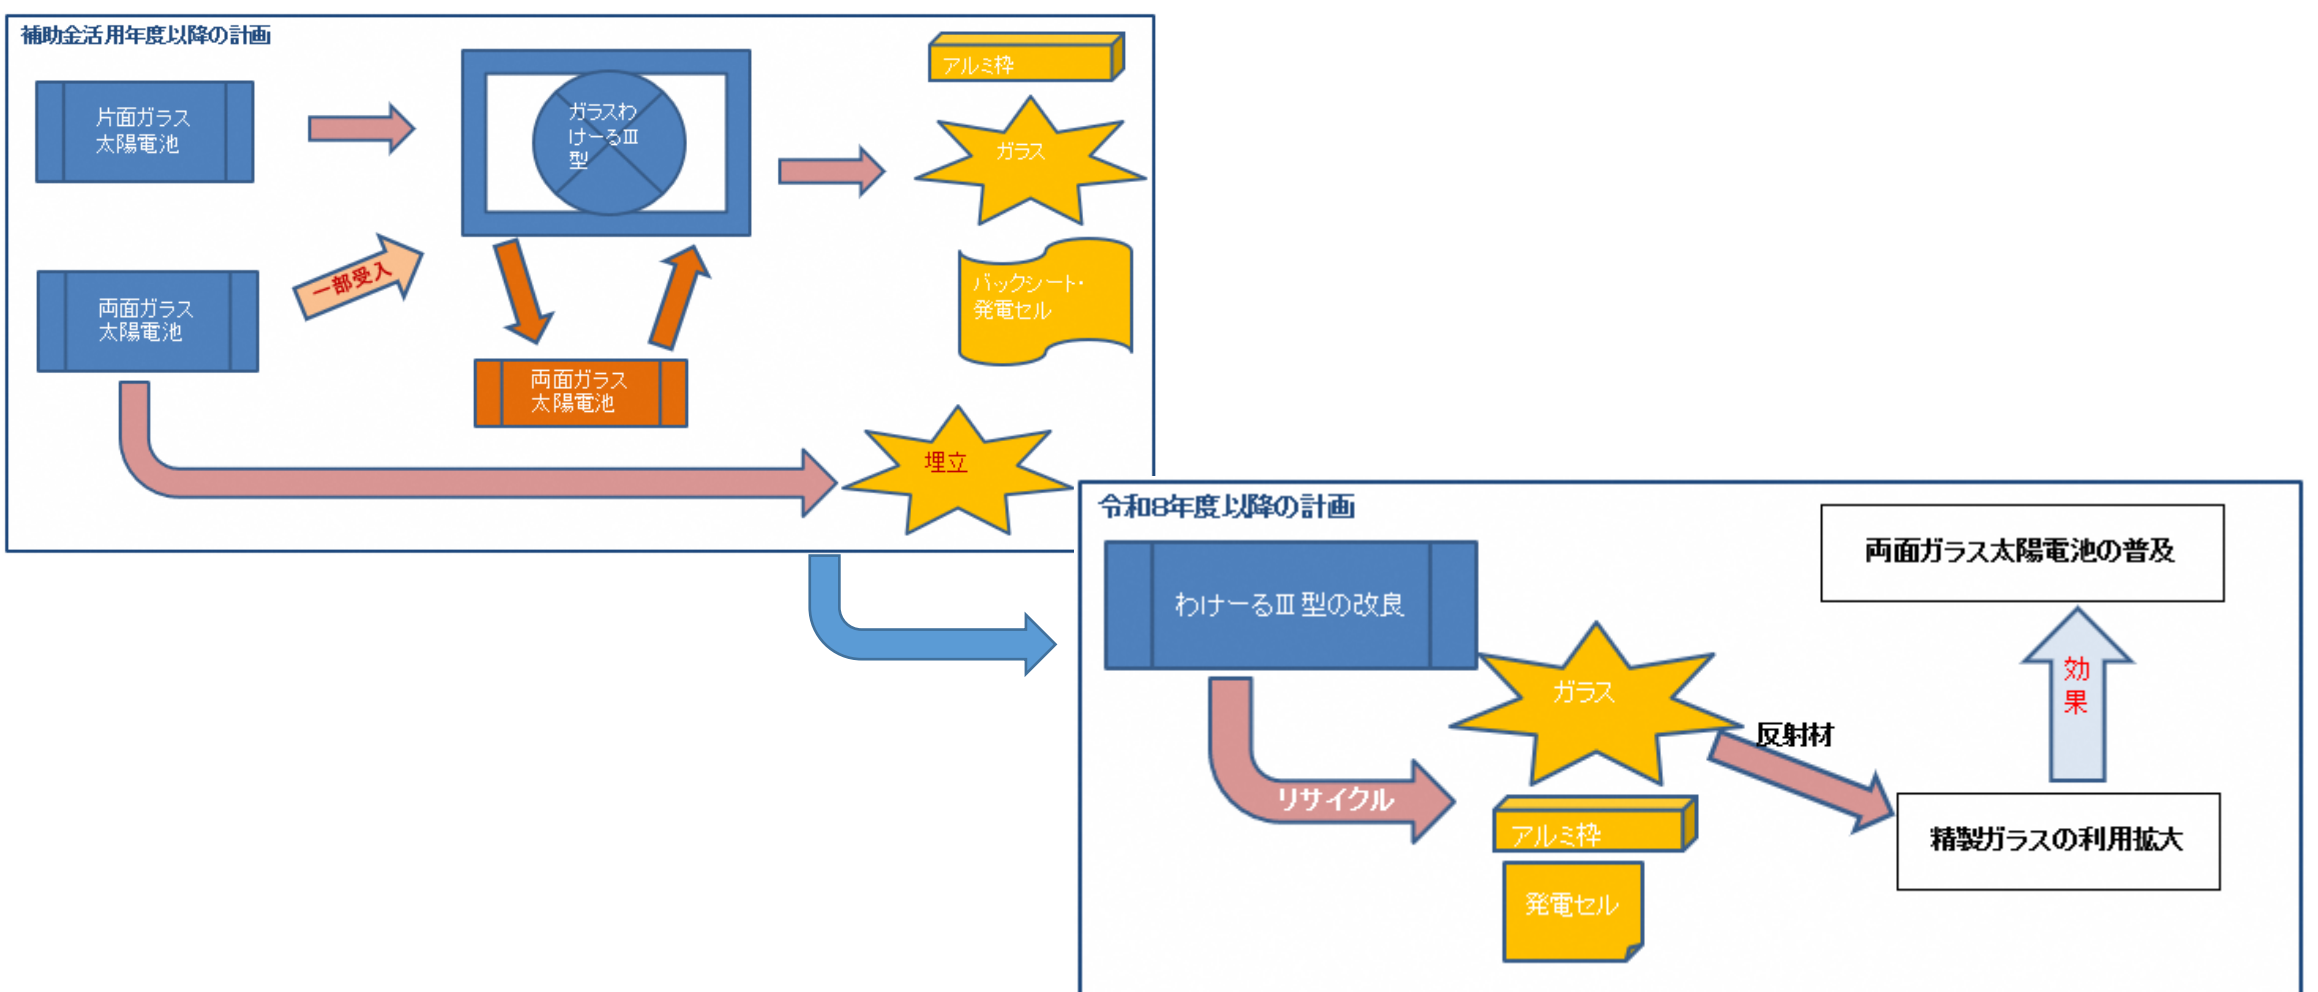 補助金活用年度以降の計画
片面ガラス
太陽電池
ガラスわ
けーるⅢ
型
アルミ枠
ガラス
バックシート・
発電セル
一部受入
両面ガラス
太陽電池
両面ガラス
太陽電池
埋立
令和8年度以降の計画
わけーるⅢ型の改良
リサイクル
ガラス
アルミ枠
発電セル
反射材
両面ガラス太陽電池の普及
効
果
精製ガラスの利用拡大